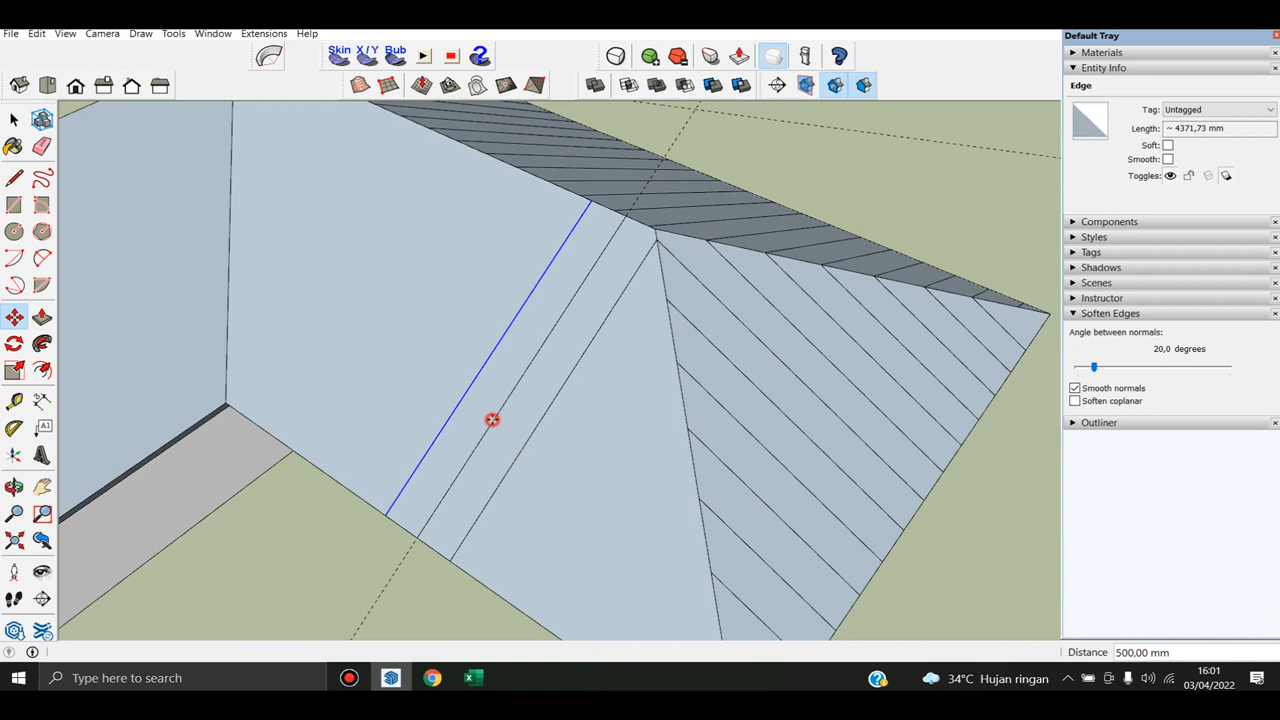 File Edit View Camera Draw Tools Window Extensions Help
Default Tray
Skin X / Y Bub
Materials
Entity Info
Edge
Tag: Untagged
Length: ~ 4371,73 mm
Soft:
Smooth:
Toggles:
Components
Styles
Tags
Shadows
Scenes
Instructor
Soften Edges
Angle between normals:
20,0 degrees
Smooth normals
Soften coplanar
Outliner
A1
Distance 500,00 mm
Type here to search
34°C Hujan ringan
16:01
03/04/2022